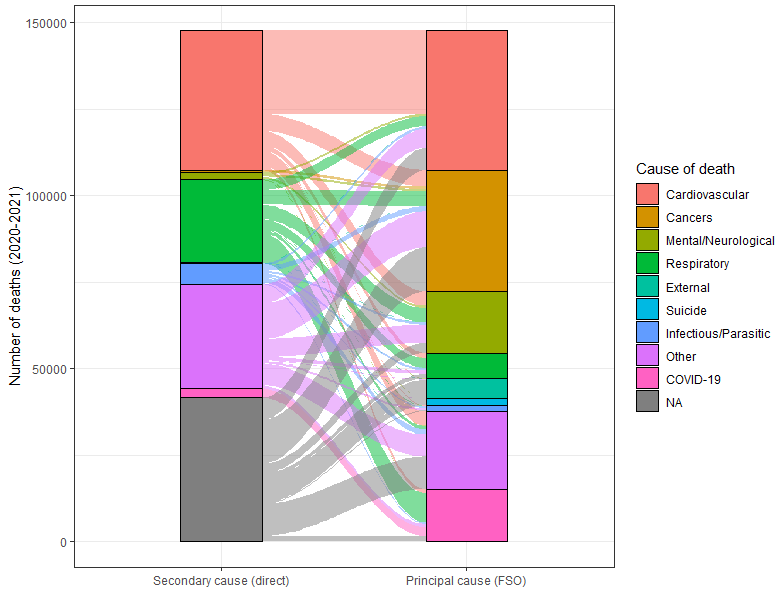 Number of deaths (2020-2021)
150000
100000
50000
0
Secondary cause (direct)
Principal cause (FSO)
Cause of death
Cardiovascular
Cancers
Mental/Neurological
Respiratory
External
Suicide
Infectious/Parasitic
Other
COVID-19
NA